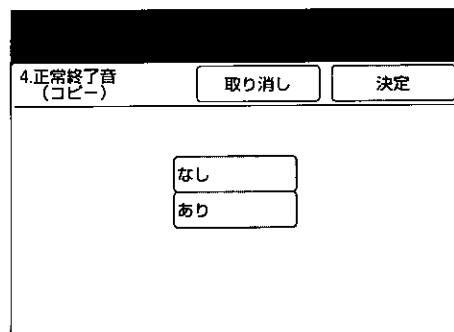 4.正常終了音
（コピー）
取り消し
決定
なし
あり